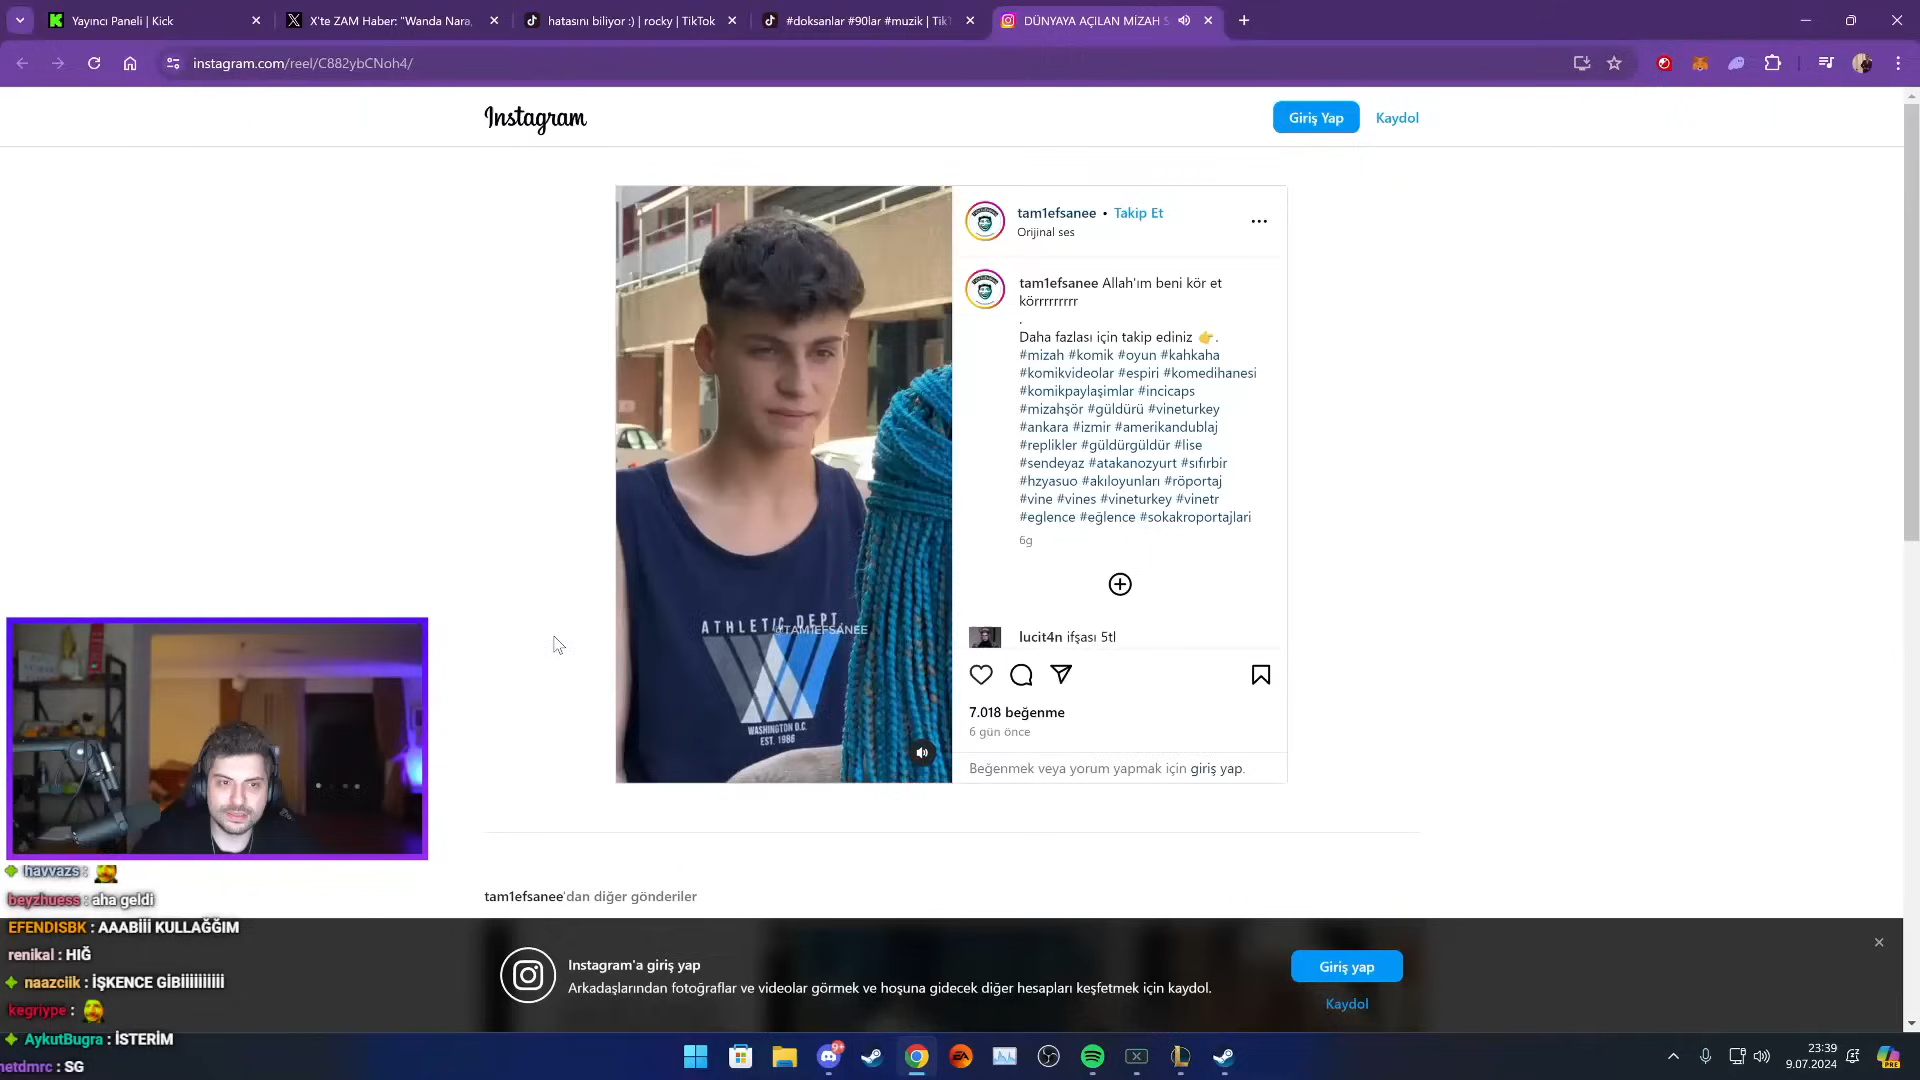 Yayıncı Paneli | Kick
X'te ZAM Haber: "Wanda Nara,
hatasını biliyor :) | rocky | TikTok
#doksanlar #90lar #muzik | Tik
DÜNYAYA AÇILAN MİZAH S
instagram.com/reel/C882ybCNoh4/
Instagram
Giriş Yap
Kaydol
tam1efsanee • Takip Et
Orijinal ses
tam1efsanee Allah'ım beni kör et
körrrrrrrrr
.
Daha fazlası için takip ediniz 👉.
#mizah #komik #oyun #kahkaha
#komikvideolar #espiri #komedihanesi
#komikpaylaşimlar #incicaps
#mizahşör #güldürü #vineturkey
#ankara #izmir #amerikandublaj
#replikler #güldürgüldür #lise
#sendeyaz #atakanozyurt #sıfırbir
#hzyasuo #akıloyunları #röportaj
#vine #vines #vineturkey #vinetr
#eglence #eğlence #sokakroportajlari
6g
lucit4n ifşası 5tl
7.018 beğenme
6 gün önce
Beğenmek veya yorum yapmak için giriş yap.
ATHLETIC DEPT.
@TAM1EFSANEE
WASHINGTON D.C.
EST. 1986
tam1efsanee'dan diğer gönderiler
havvazs :
beyzhuess : aha geldi
EFENDISBK : AAABİİİ KULLAĞĞIM
renikal : HIĞ
naazciik : İŞKENCE GİBİİİİİİİİİİ
kegriype :
AykutBugra : İSTERİM
netdmrc : SG
Instagram'a giriş yap
Arkadaşlarından fotoğraflar ve videolar görmek ve hoşuna gidecek diğer hesapları keşfetmek için kaydol.
Giriş yap
Kaydol
9+
EA
23:39
9.07.2024
PRE